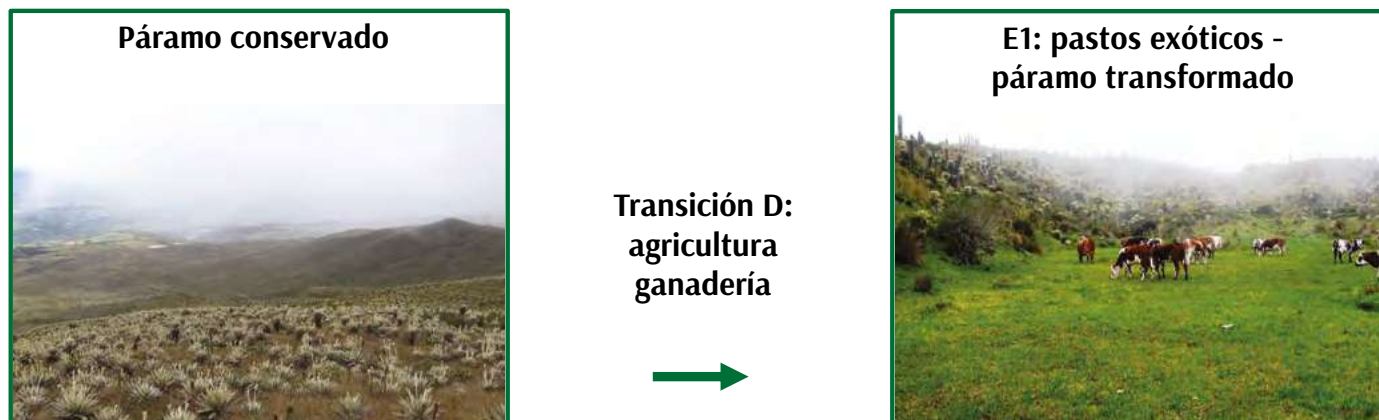 Páramo conservado
Transición D:
agricultura
ganadería
E1: pastos exóticos -
páramo transformado